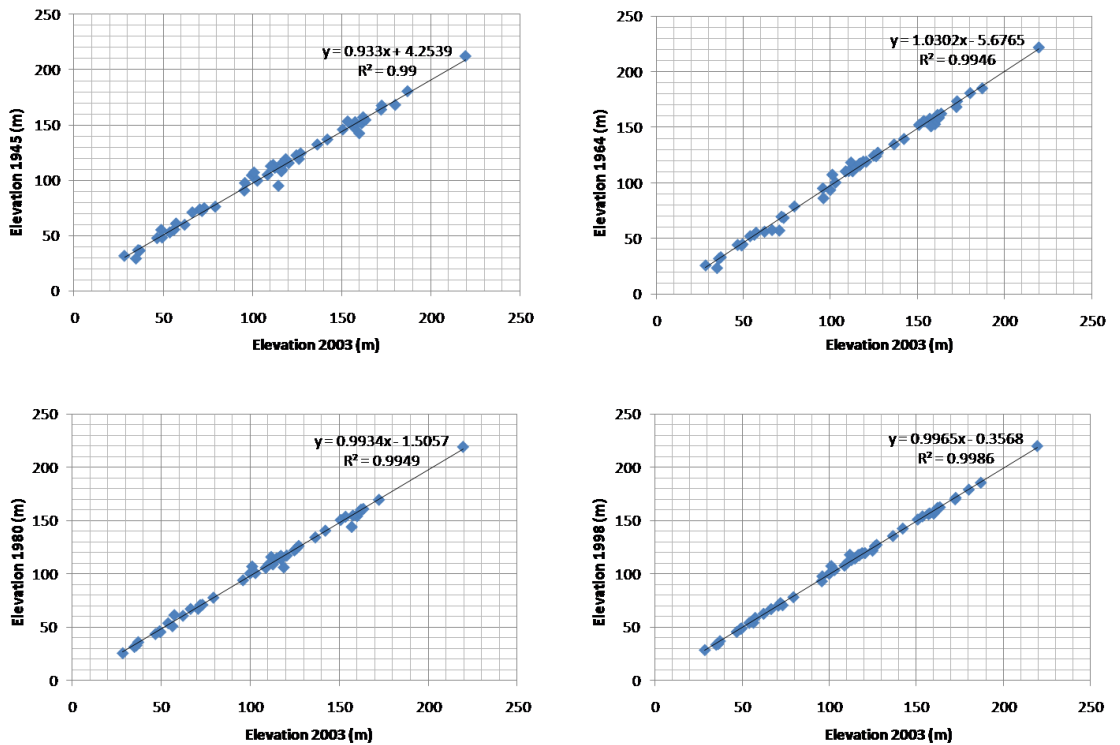 250
200
150
100
50
0
Elevation 1945 (m)
y = 0.933x + 4.2539
R² = 0.99
0 50 100 150 200 250
Elevation 2003 (m)
250
200
150
100
50
0
Elevation 1964 (m)
y = 1.0302x - 5.6765
R² = 0.9946
0 50 100 150 200 250
Elevation 2003 (m)
250
200
150
100
50
0
Elevation 1980 (m)
y = 0.9934x - 1.5057
R² = 0.9949
0 50 100 150 200 250
Elevation 2003 (m)
250
200
150
100
50
0
Elevation 1998 (m)
y = 0.9965x - 0.3568
R² = 0.9986
0 50 100 150 200 250
Elevation 2003 (m)